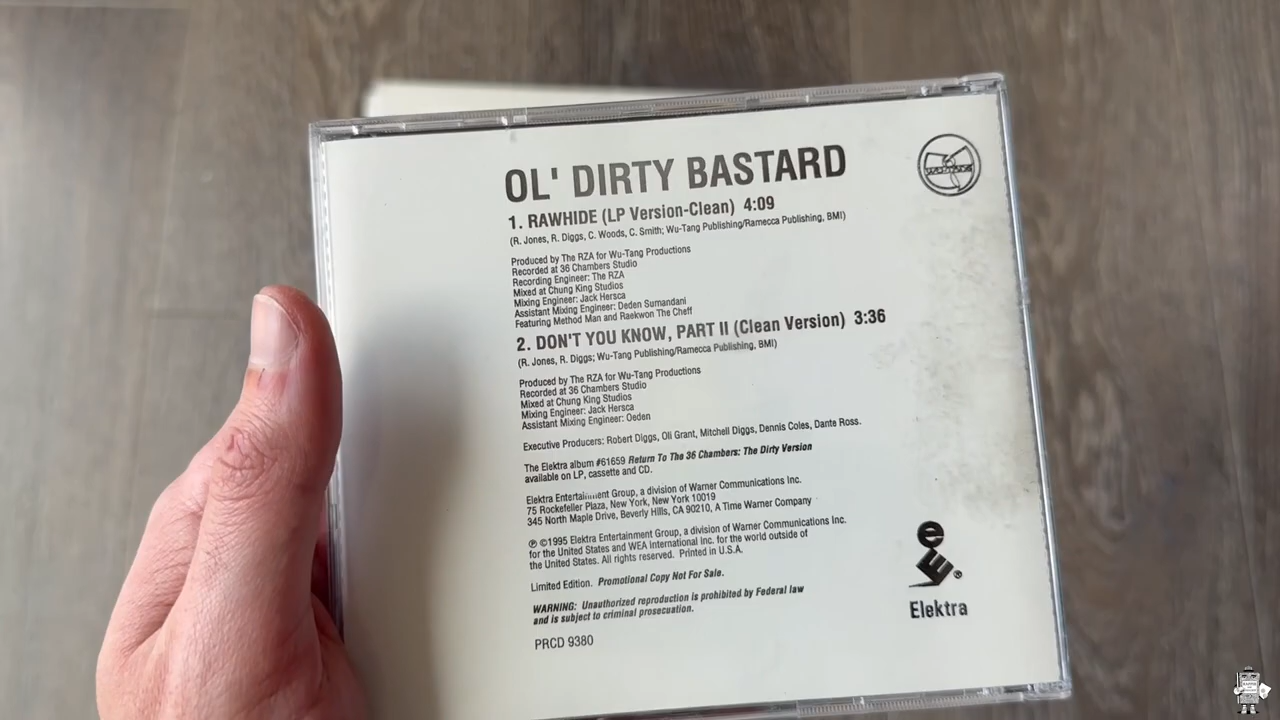 OL' DIRTY BASTARD
1. RAWHIDE (LP Version-Clean) 4:09
(R. Jones, R. Diggs, C. Woods, C. Smith; Wu-Tang Publishing/Ramecca Publishing, BMI)
Produced by The RZA for Wu-Tang Productions
Recorded at 36 Chambers Studio
Recording Engineer: The RZA
Mixed at Chung King Studios
Mixing Engineer: Jack Hersca
Assistant Mixing Engineer: Deden Sumandani
Featuring Method Man and Raekwon The Cheff
2. DON'T YOU KNOW, PART II (Clean Version) 3:36
(R. Jones, R. Diggs; Wu-Tang Publishing/Ramecca Publishing, BMI)
Produced by The RZA for Wu-Tang Productions
Recorded at 36 Chambers Studio
Mixed at Chung King Studios
Mixing Engineer: Jack Hersca
Assistant Mixing Engineer: Oeden
Executive Producers: Robert Diggs, Oli Grant, Mitchell Diggs, Dennis Coles, Dante Ross.
The Elektra album #61659 Return To The 36 Chambers: The Dirty Version
available on LP, cassette and CD.
Elektra Entertainment Group, a division of Warner Communications Inc.
75 Rockefeller Plaza, New York, New York 10019
345 North Maple Drive, Beverly Hills, CA 90210, A Time Warner Company
℗ ©1995 Elektra Entertainment Group, a division of Warner Communications Inc.
for the United States and WEA International Inc. for the world outside of
the United States. All rights reserved. Printed in U.S.A.
Limited Edition. Promotional Copy Not For Sale.
WARNING: Unauthorized reproduction is prohibited by Federal law
and is subject to criminal prosecuation.
PRCD 9380
WU-TANG
e
E®
Elektra